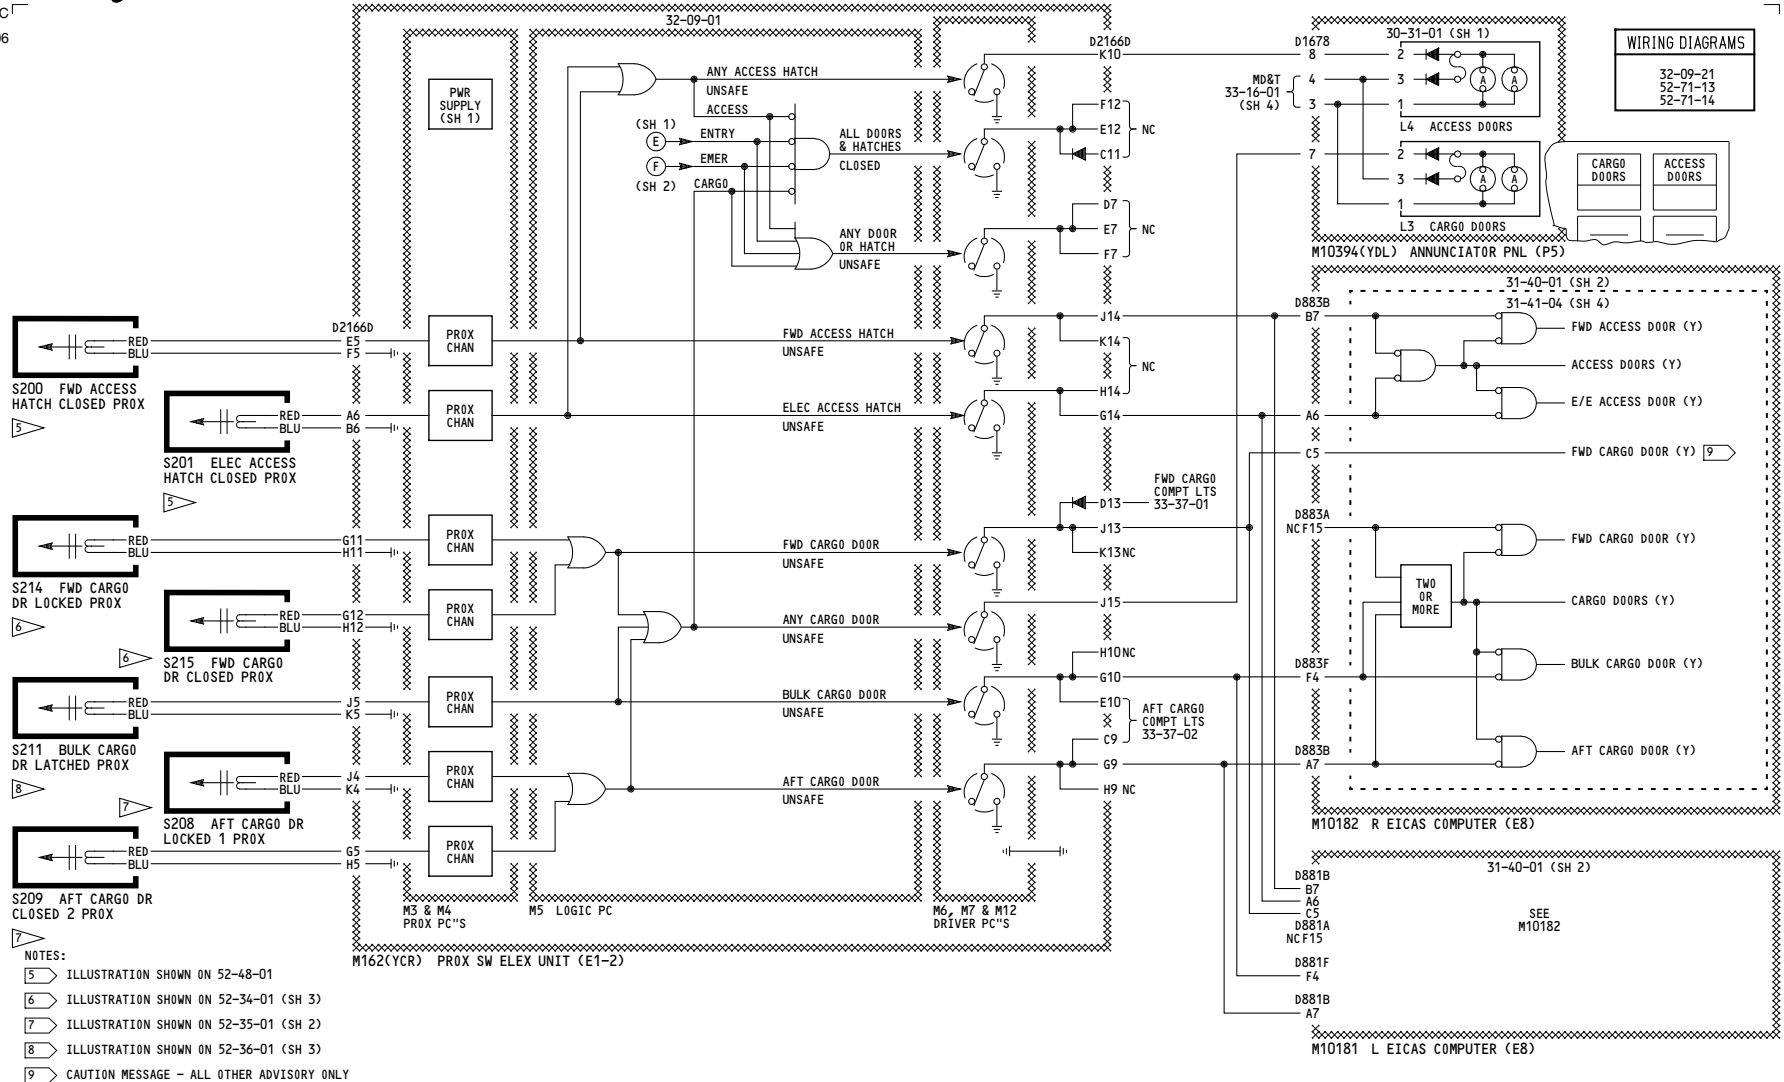 C
06
32-09-01
PWR
SUPPLY
(SH 1)
ANY ACCESS HATCH
UNSAFE
ACCESS
(SH 1)
E
ENTRY
F
EMER
(SH 2)
CARGO
ALL DOORS
& HATCHES
CLOSED
ANY DOOR
OR HATCH
UNSAFE
D2166D
K10
F12
E12
C11
NC
D7
E7
F7
NC
D1678
8
MD&T
33-16-01
(SH 4)
4
3
7
30-31-01 (SH 1)
2
3
1
A
A
L4 ACCESS DOORS
2
3
1
A
A
L3 CARGO DOORS
M10394(YDL) ANNUNCIATOR PNL (P5)
WIRING DIAGRAMS
32-09-21
52-71-13
52-71-14
CARGO
DOORS
ACCESS
DOORS
RED
BLU
S200 FWD ACCESS
HATCH CLOSED PROX
5
D2166D
E5
F5
PROX
CHAN
FWD ACCESS HATCH
UNSAFE
J14
K14
NC
H14
G14
RED
BLU
S201 ELEC ACCESS
HATCH CLOSED PROX
5
A6
B6
PROX
CHAN
ELEC ACCESS HATCH
UNSAFE
RED
BLU
S214 FWD CARGO
DR LOCKED PROX
6
G11
H11
PROX
CHAN
FWD CARGO DOOR
UNSAFE
D13
FWD CARGO
COMPT LTS
33-37-01
J13
K13NC
RED
BLU
S215 FWD CARGO
DR CLOSED PROX
6
G12
H12
PROX
CHAN
ANY CARGO DOOR
UNSAFE
J15
RED
BLU
S211 BULK CARGO
DR LATCHED PROX
8
J5
K5
PROX
CHAN
BULK CARGO DOOR
UNSAFE
H10NC
G10
E10
AFT CARGO
COMPT LTS
33-37-02
C9
RED
BLU
S208 AFT CARGO DR
LOCKED 1 PROX
7
J4
K4
PROX
CHAN
AFT CARGO DOOR
UNSAFE
G9
H9 NC
RED
BLU
S209 AFT CARGO DR
CLOSED 2 PROX
7
G5
H5
PROX
CHAN
M3 & M4
PROX PC"S
M5 LOGIC PC
M6, M7 & M12
DRIVER PC"S
M162(YCR) PROX SW ELEX UNIT (E1-2)
31-40-01 (SH 2)
31-41-04 (SH 4)
D883B
B7
FWD ACCESS DOOR (Y)
ACCESS DOORS (Y)
E/E ACCESS DOOR (Y)
A6
C5
FWD CARGO DOOR (Y)
9
D883A
NCF15
FWD CARGO DOOR (Y)
TWO
OR
MORE
CARGO DOORS (Y)
D883F
F4
BULK CARGO DOOR (Y)
D883B
A7
AFT CARGO DOOR (Y)
M10182 R EICAS COMPUTER (E8)
31-40-01 (SH 2)
D881B
B7
A6
C5
D881A
NCF15
D881F
F4
D881B
A7
SEE
M10182
M10181 L EICAS COMPUTER (E8)
NOTES:
5 ILLUSTRATION SHOWN ON 52-48-01
6 ILLUSTRATION SHOWN ON 52-34-01 (SH 3)
7 ILLUSTRATION SHOWN ON 52-35-01 (SH 2)
8 ILLUSTRATION SHOWN ON 52-36-01 (SH 3)
9 CAUTION MESSAGE - ALL OTHER ADVISORY ONLY